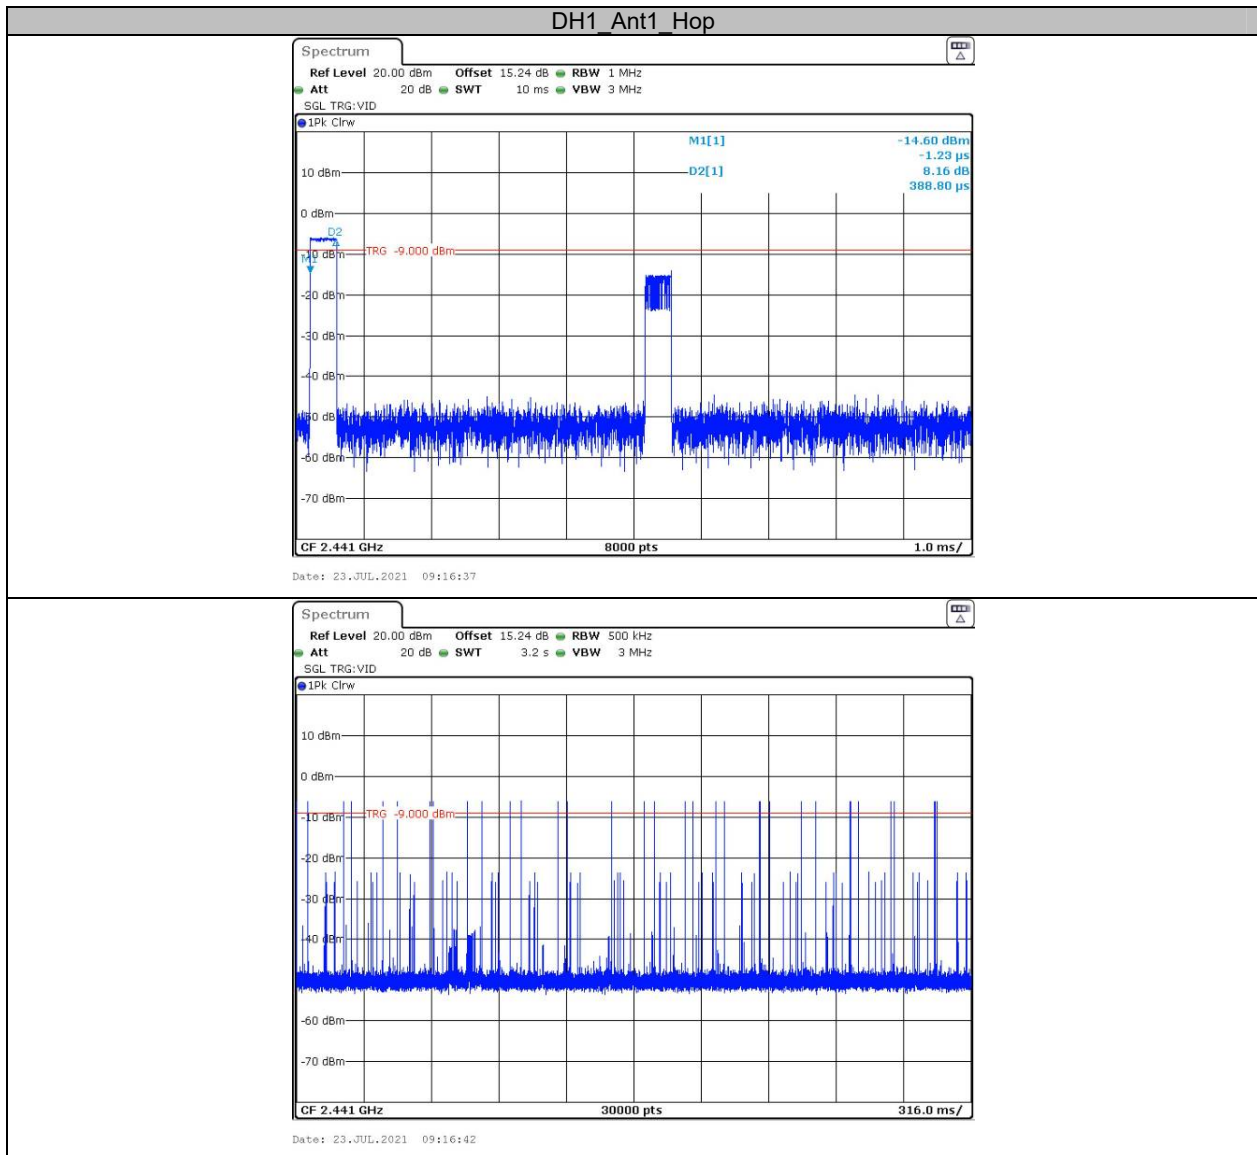 DH1_Ant1_Hop
Spectrum
Ref Level 20.00 dBm Offset 15.24 dB RBW 1 MHz
Att 20 dB SWT 10 ms VBW 3 MHz
SGL TRG:VID
1Pk Clrw
M1[1] -14.60 dBm
-1.23 µs
10 dBm D2[1] 8.16 dB
388.80 µs
0 dBm
D2
-10 dBm TRG -9.000 dBm
M1
-20 dBm
-30 dBm
-40 dBm
-50 dBm
-60 dBm
-70 dBm
CF 2.441 GHz 8000 pts 1.0 ms/
Date: 23.JUL.2021 09:16:37
Spectrum
Ref Level 20.00 dBm Offset 15.24 dB RBW 500 kHz
Att 20 dB SWT 3.2 s VBW 3 MHz
SGL TRG:VID
1Pk Clrw
10 dBm
0 dBm
-10 dBm TRG -9.000 dBm
-20 dBm
-30 dBm
-40 dBm
-60 dBm
-70 dBm
CF 2.441 GHz 30000 pts 316.0 ms/
Date: 23.JUL.2021 09:16:42